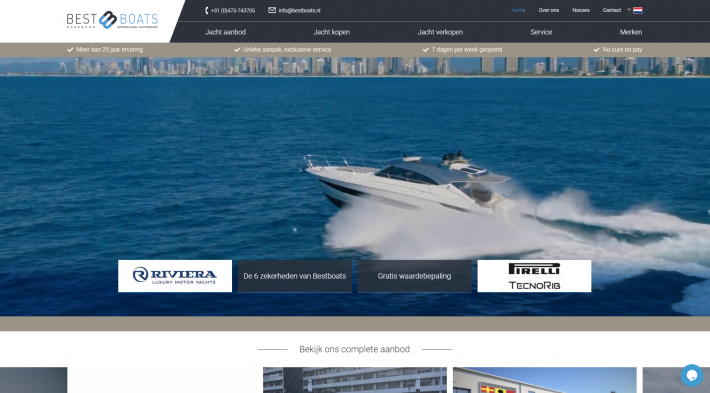 BEST BOATS
+31 (0)475-743705
info@bestboats.nl
Home
Over ons
Nieuws
Contact
Jacht aanbod
Jacht kopen
Jacht verkopen
Service
Merken
Meer dan 25 jaar ervaring
Unieke aanpak, exclusive service
7 dagen per week geopend
No cure no pay
RIVIERA
LUXURY MOTOR YACHTS
De 6 zekerheden van Bestboats
Gratis waardebepaling
PIRELLI
TECNORIB
Bekijk ons complete aanbod